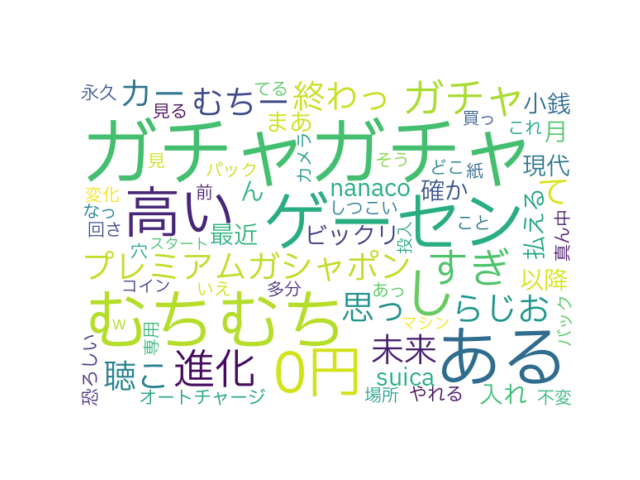 永久 カー むちー てる 終わっ ガチャ 小銭
見る まあ 買っ これ 月
ガチャガチャ カメラ
見 パック そう どこ 紙 現代
変化 高い 前 ん nanaco 確か て
なっ 回さ 最近 ゲーセン しつこい ビックリ 投入 こと 払える 真ん中
穴 スタート
プレミアムガシャポン しすぎ 以降
コイン いえ 多分 思っ あっ らじお
むちむち w 専用 マシン ある バック
恐ろしい 聴こ 進化 0円 未来 suica
オートチャージ 場所 やれる 入れ 不変